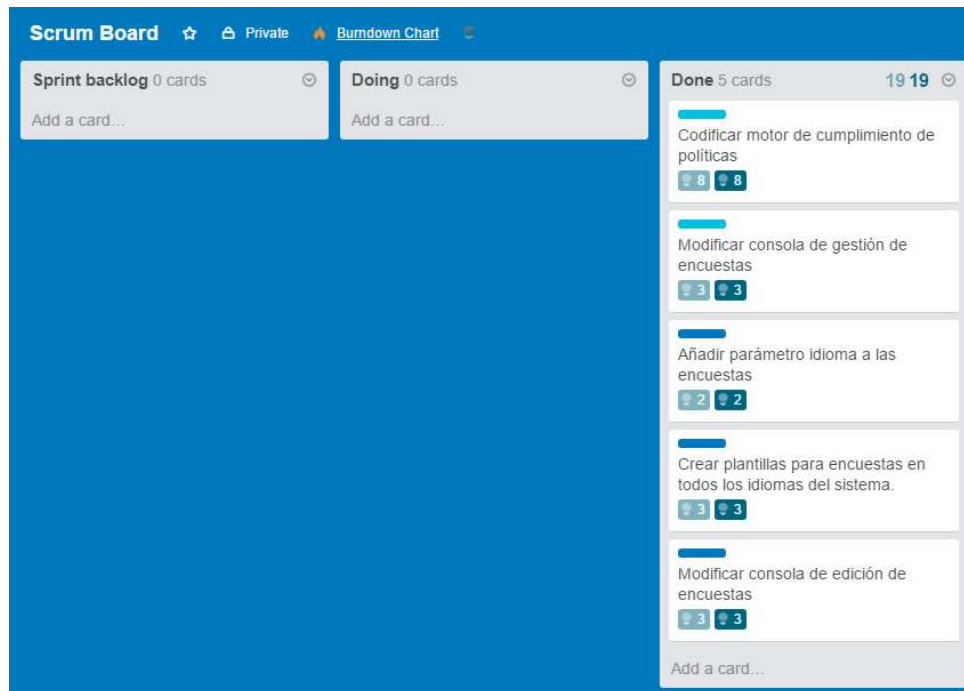 Scrum Board Private Burndown Chart
Sprint backlog 0 cards
Add a card...
Doing 0 cards
Add a card...
Done 5 cards 19 19
Codificar motor de cumplimiento de
políticas
8 8
Modificar consola de gestión de
encuestas
3 3
Añadir parámetro idioma a las
encuestas
2 2
Crear plantillas para encuestas en
todos los idiomas del sistema.
3 3
Modificar consola de edición de
encuestas
3 3
Add a card...